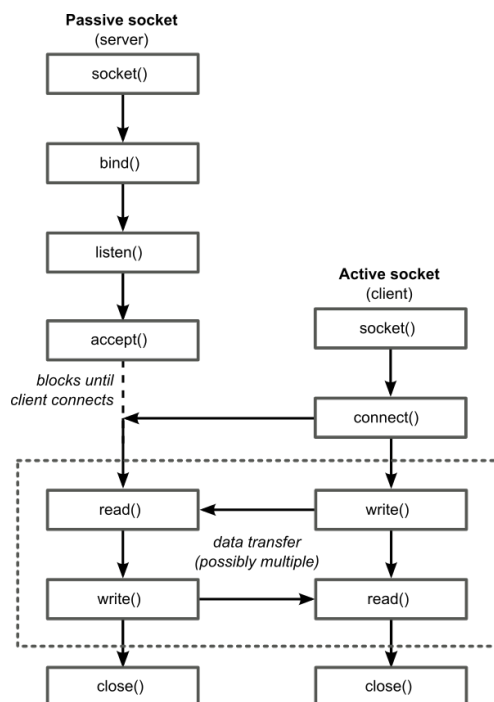 Passive socket
(server)
socket()
bind()
listen()
accept()
blocks until
client connects
Active socket
(client)
socket()
connect()
read()
write()
data transfer
(possibly multiple)
write()
read()
close()
close()